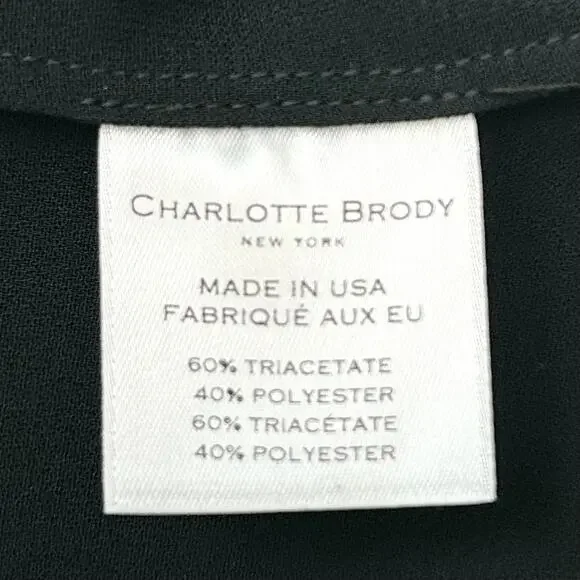 CHARLOTTE BRODY
NEW YORK
MADE IN USA
FABRIQUÉ AUX EU
60% TRIACETATE
40% POLYESTER
60% TRIACÉTATE
40% POLYESTER